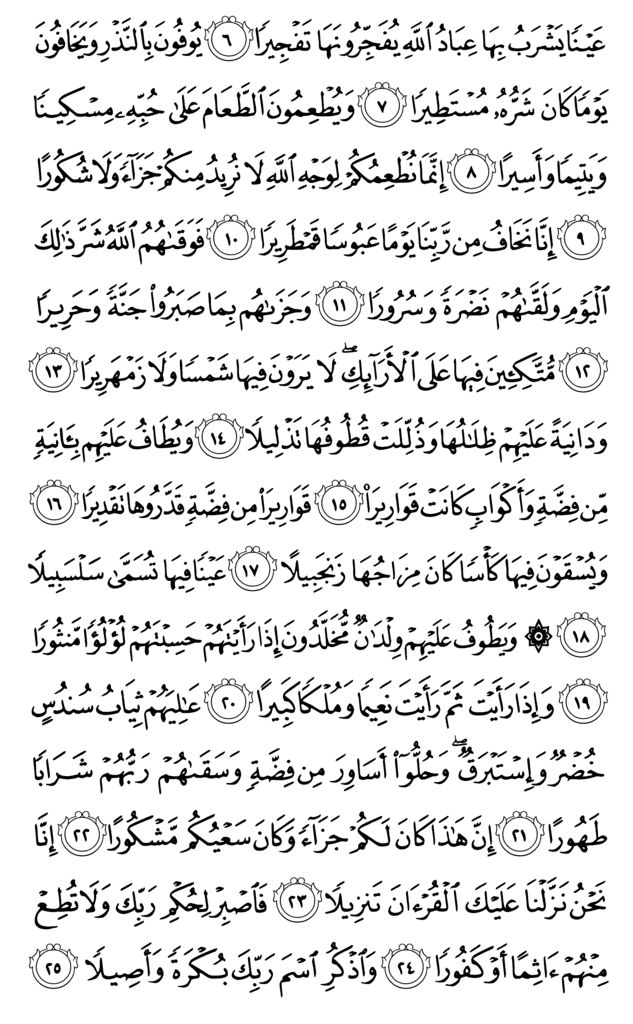 عَيۡنٗا يَشۡرَبُ بِهَا عِبَادُ ٱللَّهِ يُفَجِّرُونَهَا تَفۡجِيرٗا ٦ يُوفُونَ بِٱلنَّذۡرِ وَيَخَافُونَ
يَوۡمٗا كَانَ شَرُّهُۥ مُسۡتَطِيرٗا ٧ وَيُطۡعِمُونَ ٱلطَّعَامَ عَلَىٰ حُبِّهِۦ مِسۡكِينٗا
وَيَتِيمٗا وَأَسِيرًا ٨ إِنَّمَا نُطۡعِمُكُمۡ لِوَجۡهِ ٱللَّهِ لَا نُرِيدُ مِنكُمۡ جَزَآءٗ وَلَا شُكُورًا
٩ إِنَّا نَخَافُ مِن رَّبِّنَا يَوۡمًا عَبُوسٗا قَمۡطَرِيرٗا ١٠ فَوَقَىٰهُمُ ٱللَّهُ شَرَّ ذَٰلِكَ
ٱلۡيَوۡمِ وَلَقَّىٰهُمۡ نَضۡرَةٗ وَسُرُورٗا ١١ وَجَزَىٰهُم بِمَا صَبَرُواْ جَنَّةٗ وَحَرِيرٗا
١٢ مُّتَّكِـِٔينَ فِيهَا عَلَى ٱلۡأَرَآئِكِۖ لَا يَرَوۡنَ فِيهَا شَمۡسٗا وَلَا زَمۡهَرِيرٗا ١٣
وَدَانِيَةً عَلَيۡهِمۡ ظِلَٰلُهَا وَذُلِّلَتۡ قُطُوفُهَا تَذۡلِيلٗا ١٤ وَيُطَافُ عَلَيۡهِم بِـَٔانِيَةٖ
مِّن فِضَّةٖ وَأَكۡوَابٖ كَانَتۡ قَوَارِيرَا۠ ١٥ قَوَارِيرَاْ مِن فِضَّةٖ قَدَّرُوهَا تَقۡدِيرٗا ١٦
وَيُسۡقَوۡنَ فِيهَا كَأۡسٗا كَانَ مِزَاجُهَا زَنجَبِيلًا ١٧ عَيۡنٗا فِيهَا تُسَمَّىٰ سَلۡسَبِيلٗا
١٨ ۞ وَيَطُوفُ عَلَيۡهِمۡ وِلۡدَٰنٞ مُّخَلَّدُونَ إِذَا رَأَيۡتَهُمۡ حَسِبۡتَهُمۡ لُؤۡلُؤٗا مَّنثُورٗا
١٩ وَإِذَا رَأَيۡتَ ثَمَّ رَأَيۡتَ نَعِيمٗا وَمُلۡكٗا كَبِيرًا ٢٠ عَٰلِيَهُمۡ ثِيَابُ سُندُسٍ
خُضۡرٞ وَإِسۡتَبۡرَقٞۖ وَحُلُّوٓاْ أَسَاوِرَ مِن فِضَّةٖ وَسَقَىٰهُمۡ رَبُّهُمۡ شَرَابٗا
طَهُورًا ٢١ إِنَّ هَٰذَا كَانَ لَكُمۡ جَزَآءٗ وَكَانَ سَعۡيُكُم مَّشۡكُورًا ٢٢ إِنَّا
نَحۡنُ نَزَّلۡنَا عَلَيۡكَ ٱلۡقُرۡءَانَ تَنزِيلٗا ٢٣ فَٱصۡبِرۡ لِحُكۡمِ رَبِّكَ وَلَا تُطِعۡ
مِنۡهُمۡ ءَاثِمًا أَوۡ كَفُورٗا ٢٤ وَٱذۡكُرِ ٱسۡمَ رَبِّكَ بُكۡرَةٗ وَأَصِيلٗا ٢٥